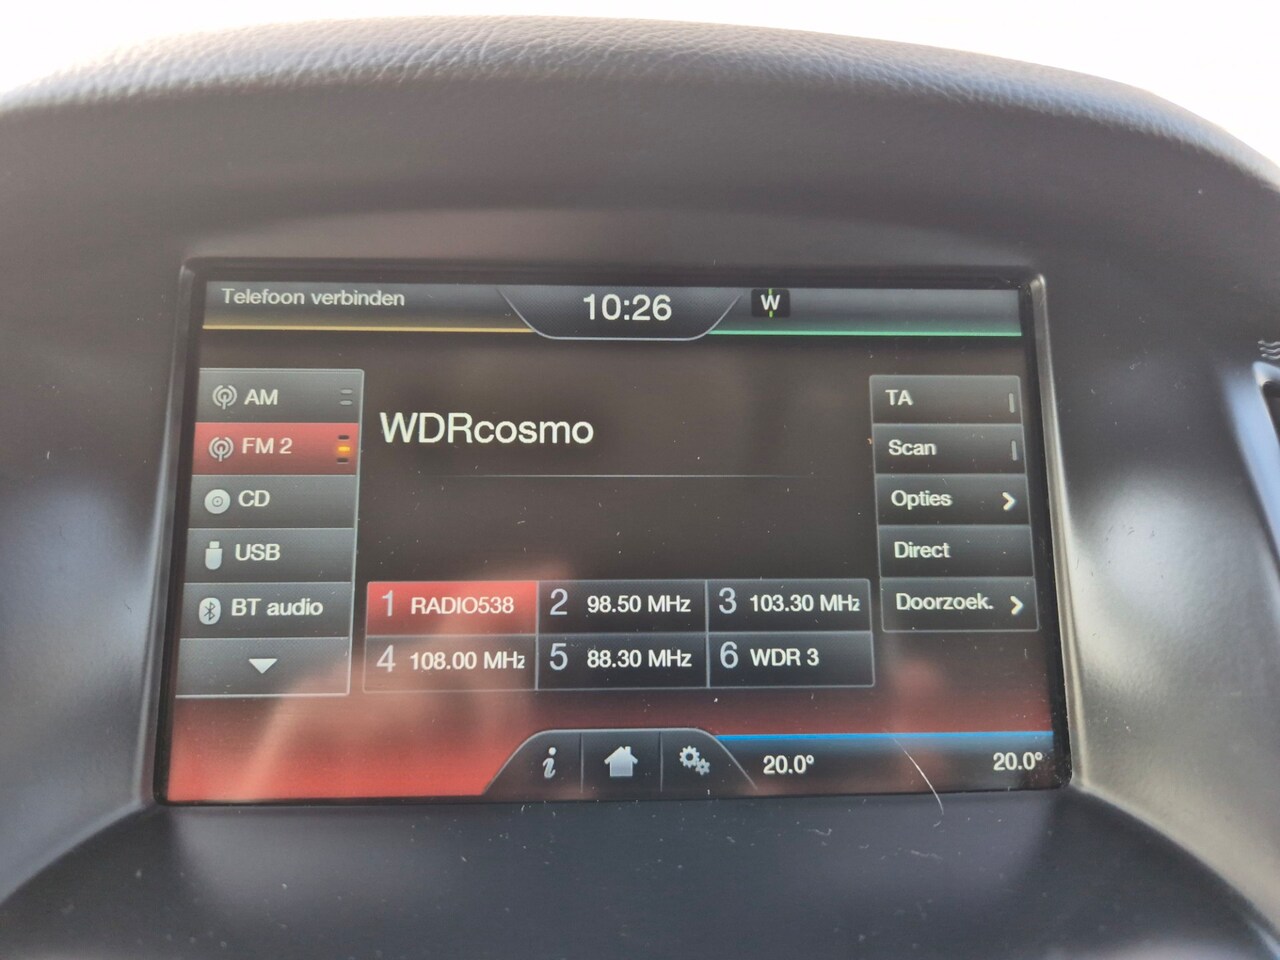 Telefoon verbinden
10:26
W
AM
FM 2
CD
USB
BT audio
WDRcosmo
TA
Scan
Opties
Direct
Doorzoek.
1 RADIO538
2 98.50 MHz
3 103.30 MHz
4 108.00 MHz
5 88.30 MHz
6 WDR 3
i
20.0°
20.0°